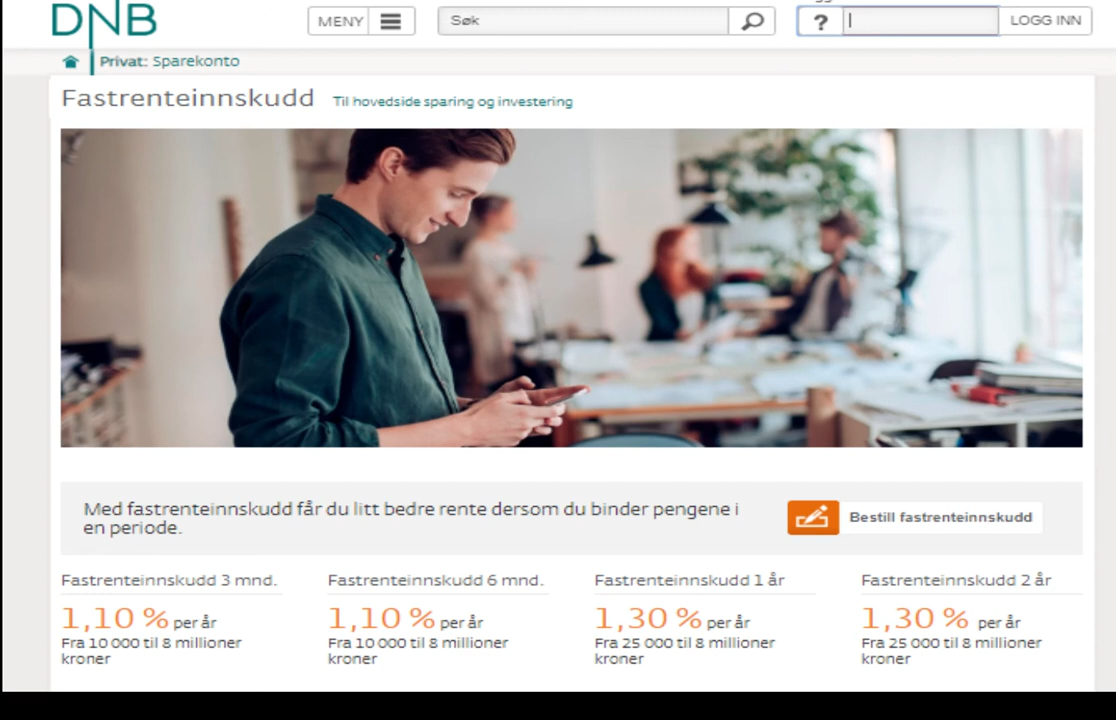 DNB
MENY
Søk
?
LOGG INN
Privat: Sparekonto
Fastrenteinnskudd Til hovedside sparing og investering
Med fastrenteinnskudd får du litt bedre rente dersom du binder pengene i
en periode.
Bestill fastrenteinnskudd
Fastrenteinnskudd 3 mnd.
1,10 % per år
Fra 10 000 til 8 millioner
kroner
Fastrenteinnskudd 6 mnd.
1,10 % per år
Fra 10 000 til 8 millioner
kroner
Fastrenteinnskudd 1 år
1,30 % per år
Fra 25 000 til 8 millioner
kroner
Fastrenteinnskudd 2 år
1,30 % per år
Fra 25 000 til 8 millioner
kroner